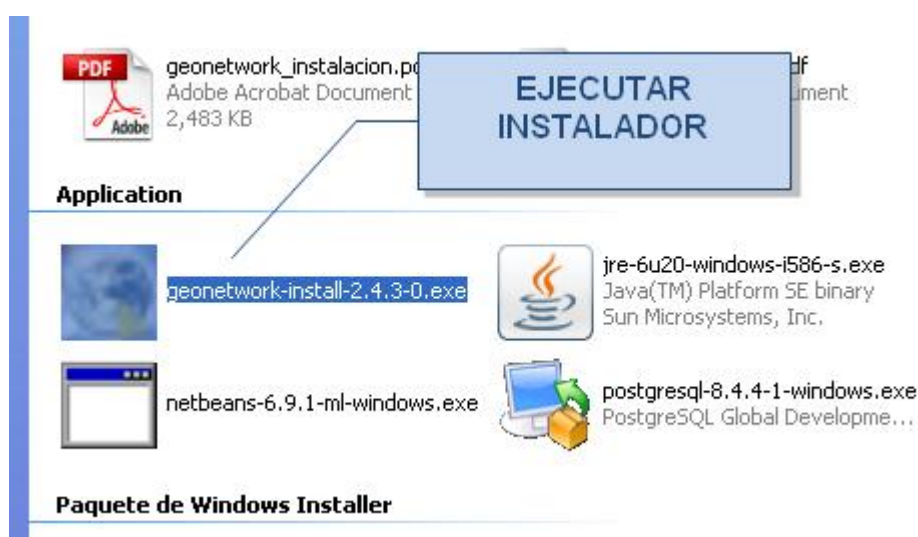 PDF
Adobe
geonetwork_instalacion.pd
Adobe Acrobat Document
2,483 KB
EJECUTAR
INSTALADOR
df
ument
Application
geonetwork-install-2.4.3-0.exe
jre-6u20-windows-i586-s.exe
Java(TM) Platform SE binary
Sun Microsystems, Inc.
netbeans-6.9.1-ml-windows.exe
postgresql-8.4.4-1-windows.exe
PostgreSQL Global Developme...
Paquete de Windows Installer